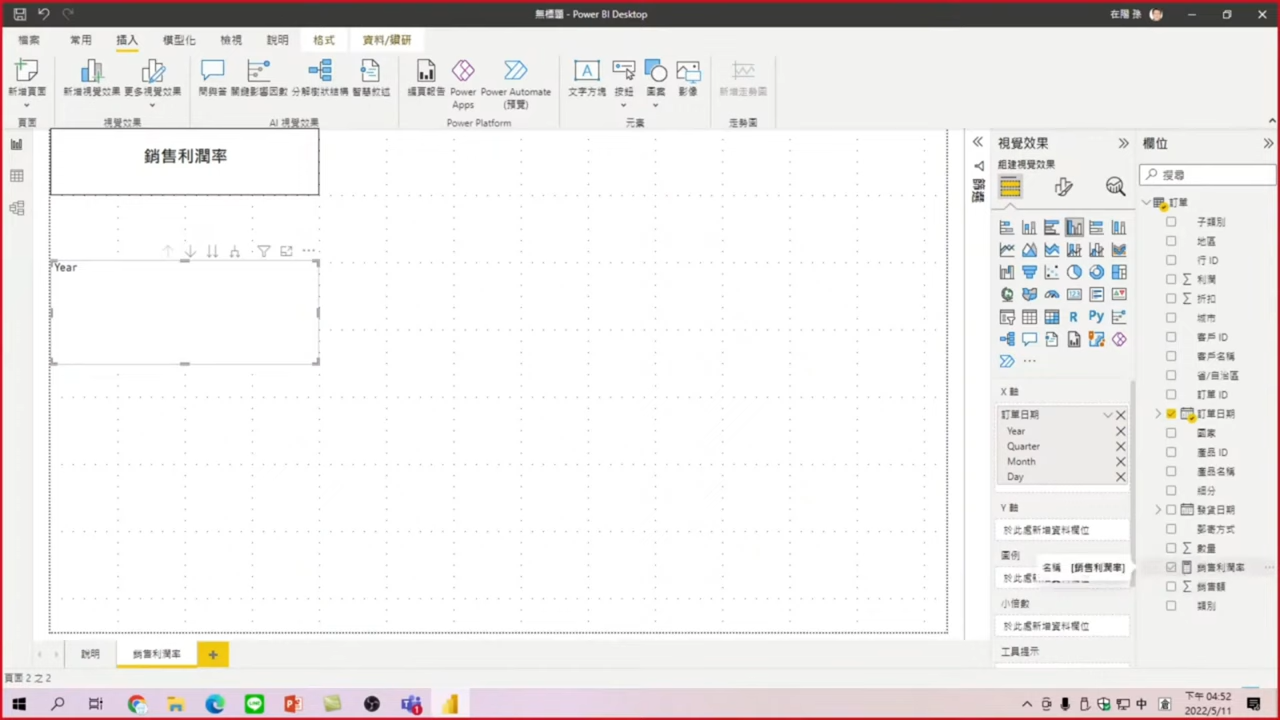 無標題 - Power BI Desktop
在陽 孫
檔案 常用 插入 模型化 檢視 說明 格式 資料/鑽研
新增頁面 新增視覺效果 更多視覺效果 問與答 關鍵影響因數 分解樹狀結構 智慧敘述 編頁報告 Power Apps Power Automate (預覽) 文字方塊 按鈕 圖案 影像 新增走勢圖
頁面 視覺效果 AI 視覺效果 Power Platform 元素 走勢圖
銷售利潤率
Year
篩選
視覺效果
組建視覺效果
R Py
X 軸
訂單日期
Year
Quarter
Month
Day
Y 軸
於此處新增資料欄位
圖例
於此處
名稱 [銷售利潤率]
小倍數
於此處新增資料欄位
工具提示
欄位
搜尋
訂單
子類別
地區
行 ID
利潤
折扣
城市
客戶 ID
客戶名稱
省/自治區
訂單 ID
訂單日期
國家
產品 ID
產品名稱
細分
發貨日期
郵寄方式
數量
銷售利潤率
銷售額
類別
說明 銷售利潤率
頁面 2 之 2
中
下午 04:52
2022/5/11